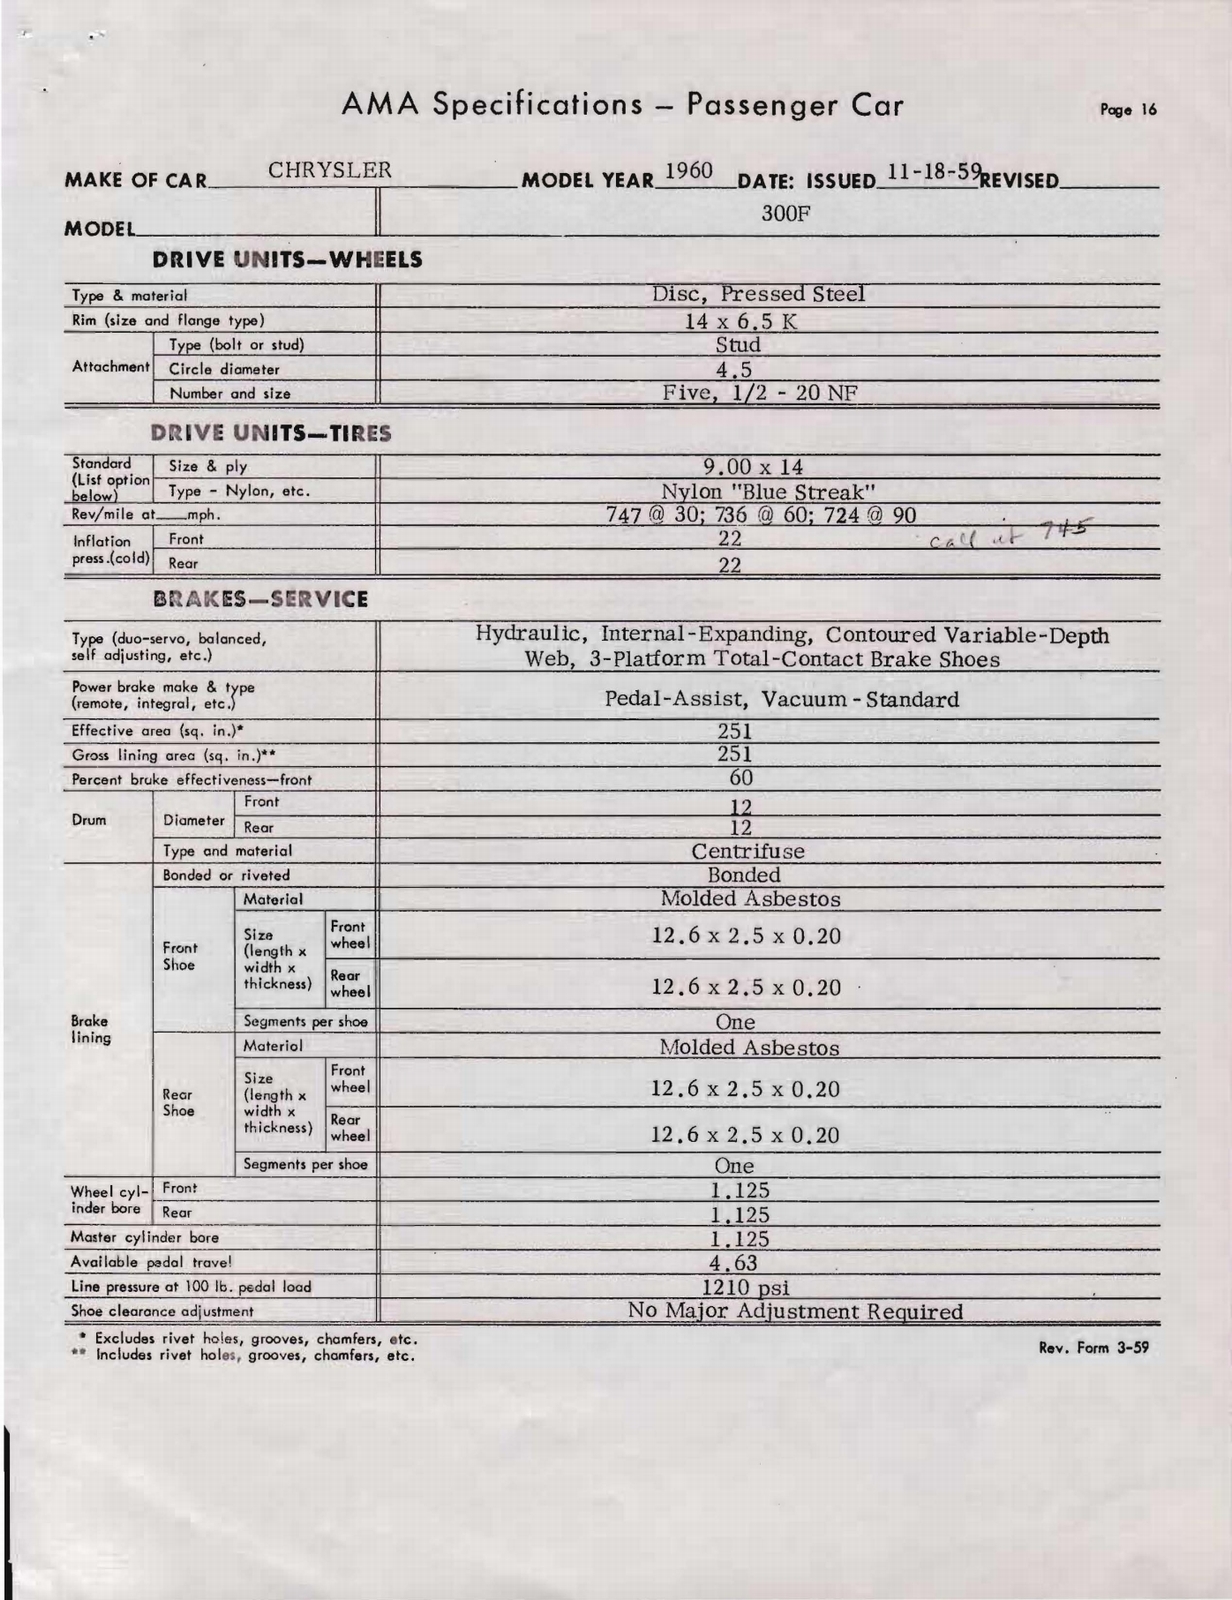 AMA Specifications — Passenger Car
Page 16
MAKE OF CAR CHRYSLER MODEL YEAR 1960 DATE: ISSUED 11-18-59 REVISED
MODEL 300F
DRIVE UNITS—WHEELS
Type & material Disc, Pressed Steel
Rim (size and flange type) 14 x 6.5 K
Attachment
Type (bolt or stud) Stud
Circle diameter 4.5
Number and size Five, 1/2 - 20 NF
DRIVE UNITS—TIRES
Standard
(List option
below)
Size & ply 9.00 x 14
Type - Nylon, etc. Nylon "Blue Streak"
Rev/mile at___mph. 747 @ 30; 736 @ 60; 724 @ 90
call it 745
Inflation
press.(cold)
Front 22
Rear 22
BRAKES—SERVICE
Type (duo-servo, balanced,
self adjusting, etc.)
Hydraulic, Internal-Expanding, Contoured Variable-Depth
Web, 3-Platform Total-Contact Brake Shoes
Power brake make & type
(remote, integral, etc.)
Pedal-Assist, Vacuum - Standard
Effective area (sq. in.)* 251
Gross lining area (sq. in.)** 251
Percent brake effectiveness—front 60
Drum
Diameter
Front 12
Rear 12
Type and material Centrifuse
Brake
lining
Bonded or riveted Bonded
Front
Shoe
Material Molded Asbestos
Size
(length x
width x
thickness)
Front
wheel
12.6 x 2.5 x 0.20
Rear
wheel
12.6 x 2.5 x 0.20
Segments per shoe One
Rear
Shoe
Material Molded Asbestos
Size
(length x
width x
thickness)
Front
wheel
12.6 x 2.5 x 0.20
Rear
wheel
12.6 x 2.5 x 0.20
Segments per shoe One
Wheel cyl-
inder bore
Front 1.125
Rear 1.125
Master cylinder bore 1.125
Available pedal travel 4.63
Line pressure at 100 lb. pedal load 1210 psi
Shoe clearance adjustment No Major Adjustment Required
* Excludes rivet holes, grooves, chamfers, etc.
** Includes rivet holes, grooves, chamfers, etc.
Rev. Form 3-59